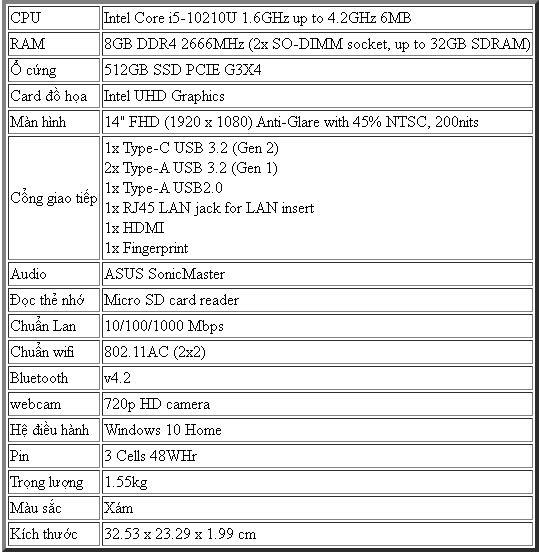 CPU Intel Core i5-10210U 1.6GHz up to 4.2GHz 6MB
RAM 8GB DDR4 2666MHz (2x SO-DIMM socket, up to 32GB SDRAM)
Ổ cứng 512GB SSD PCIE G3X4
Card đồ họa Intel UHD Graphics
Màn hình 14" FHD (1920 x 1080) Anti-Glare with 45% NTSC, 200nits
Cổng giao tiếp
1x Type-C USB 3.2 (Gen 2)
2x Type-A USB 3.2 (Gen 1)
1x Type-A USB2.0
1x RJ45 LAN jack for LAN insert
1x HDMI
1x Fingerprint
Audio ASUS SonicMaster
Đọc thẻ nhớ Micro SD card reader
Chuẩn Lan 10/100/1000 Mbps
Chuẩn wifi 802.11AC (2x2)
Bluetooth v4.2
webcam 720p HD camera
Hệ điều hành Windows 10 Home
Pin 3 Cells 48WHr
Trọng lượng 1.55kg
Màu sắc Xám
Kích thước 32.53 x 23.29 x 1.99 cm